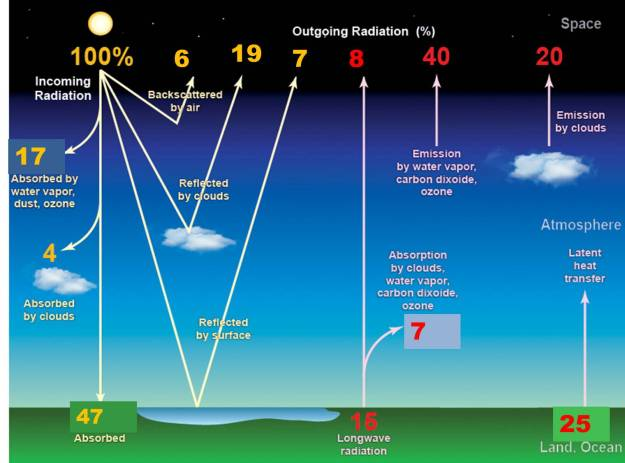 Outgoing Radiation (%)
Space
100%
6
19
7
8
40
20
Incoming
Radiation
Backscattered
by air
Emission
by clouds
17
Absorbed by
water vapor,
dust, ozone
Reflected
by clouds
Emission
by water vapor,
carbon dixoide,
ozone
Atmosphere
4
Absorbed
by clouds
Absorption
by clouds,
water vapor,
carbon dixoide,
ozone
7
Latent
heat
transfer
Reflected
by surface
47
Absorbed
15
Longwave
radiation
25
Land, Ocean